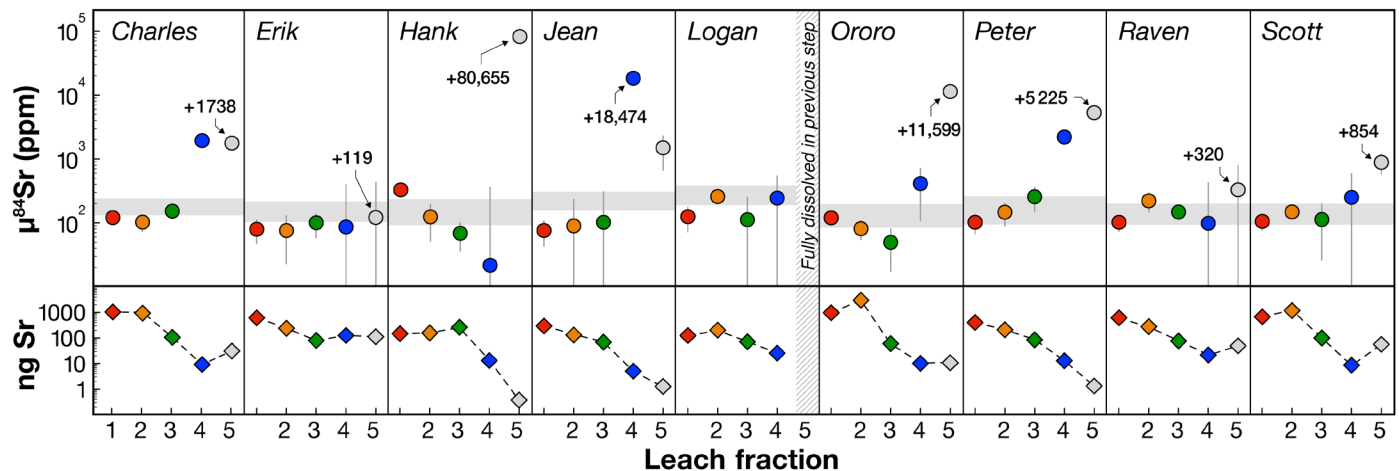 Charles Erik Hank Jean Logan Ororo Peter Raven Scott
μ⁸⁴Sr (ppm)
10⁵
10⁴
10³
10²
+1738
+119
+80,655
+18,474
Fully dissolved in previous step
+11,599
+5 225
+320
+854
ng Sr
1000
100
10
1
1 2 3 4 5 2 3 4 5 2 3 4 5 2 3 4 5 2 3 4 5 2 3 4 5 2 3 4 5 2 3 4 5 2 3 4 5
Leach fraction